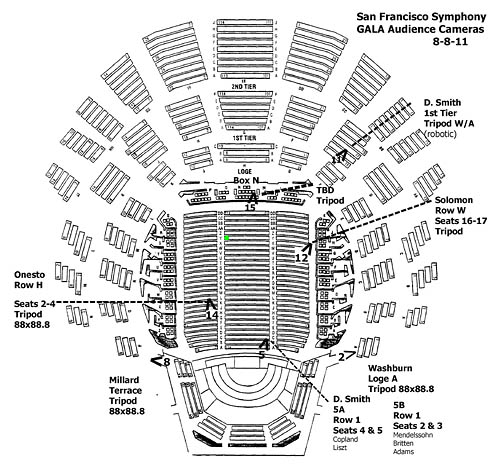 San Francisco Symphony
GALA Audience Cameras
8-8-11
2ND TIER
D. Smith
1st Tier
Tripod W/A
(robotic)
1ST TIER
11
LOGE
Box N
TBD
Tripod
15
Solomon
Row W
Seats 16-17
Tripod
12
Onesto
Row H
Seats 2-4
Tripod
88x88.8
14
5
8
2
Millard
Terrace
Tripod
88x88.8
Washburn
Loge A
Tripod 88x88.8
D. Smith
5A
Row 1
Seats 4 & 5
Copland
Liszt
5B
Row 1
Seats 2 & 3
Mendelssohn
Britten
Adams